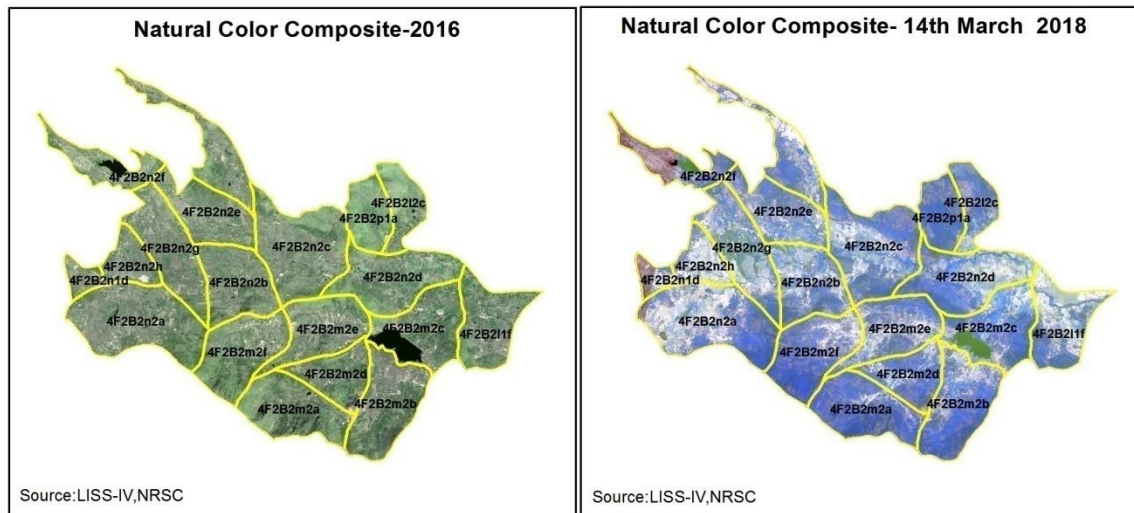 Natural Color Composite-2016
4F2B2n2f
4F2B2n2e
4F2B2l2c
4F2B2p1a
4F2B2n2g
4F2B2n2c
4F2B2n2h
4F2B2n1d
4F2B2n2b
4F2B2n2d
4F2B2n2a
4F2B2m2e
4F2B2m2c
4F2B2l1f
4F2B2m2f
4F2B2m2d
4F2B2m2a
4F2B2m2b
Source:LISS-IV,NRSC
Natural Color Composite- 14th March 2018
4F2B2n2f
4F2B2n2e
4F2B2l2c
4F2B2p1a
4F2B2n2g
4F2B2n2c
4F2B2n2h
4F2B2n1d
4F2B2n2b
4F2B2n2d
4F2B2n2a
4F2B2m2e
4F2B2m2c
4F2B2l1f
4F2B2m2f
4F2B2m2d
4F2B2m2a
4F2B2m2b
Source:LISS-IV,NRSC